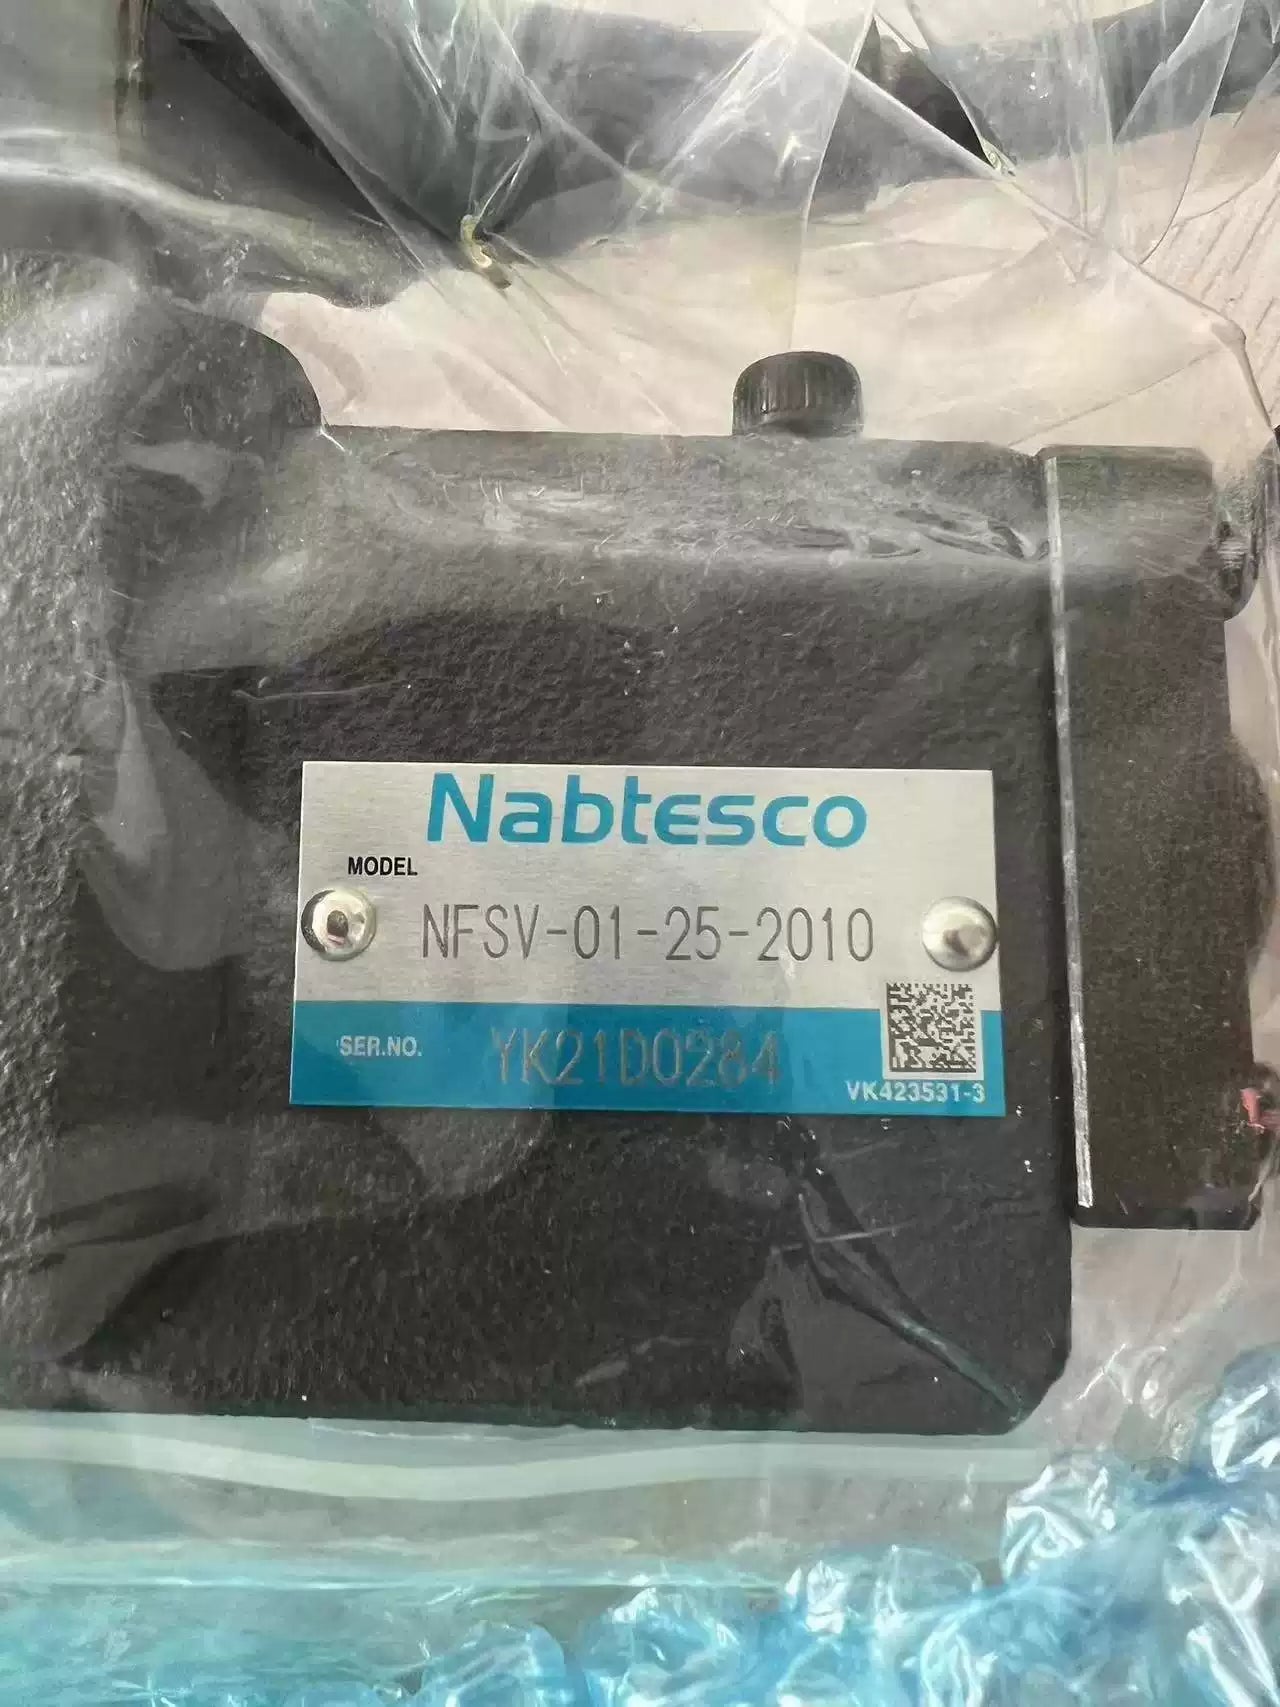 Nabtesco
MODEL
NFSV-01-25-2010
SER.NO. YK21D0284
VK423531-3